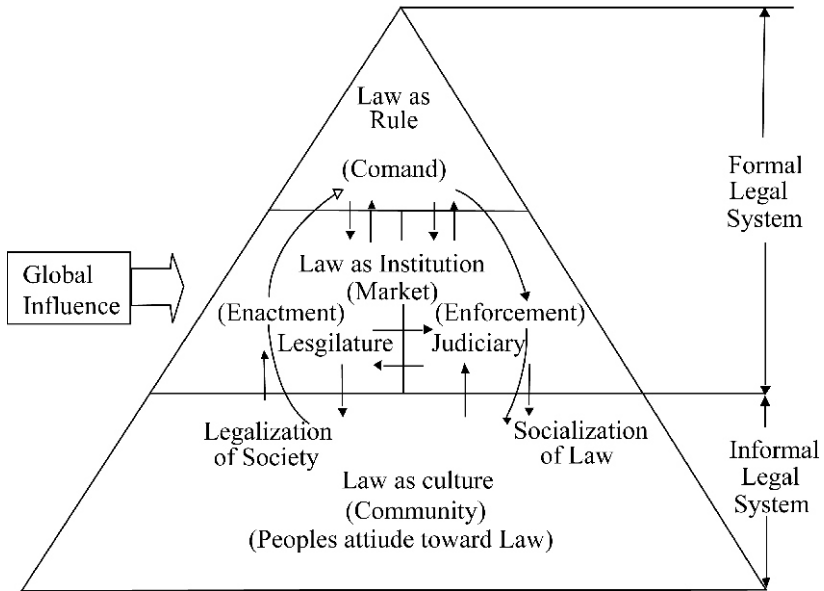 Law as
Rule
(Comand)
Formal
Legal
System
Global
Influence
Law as Institution
(Market)
(Enactment)
(Enforcement)
Lesgilature
Judiciary
Legalization
of Society
Socialization
of Law
Informal
Legal
System
Law as culture
(Community)
(Peoples attiude toward Law)